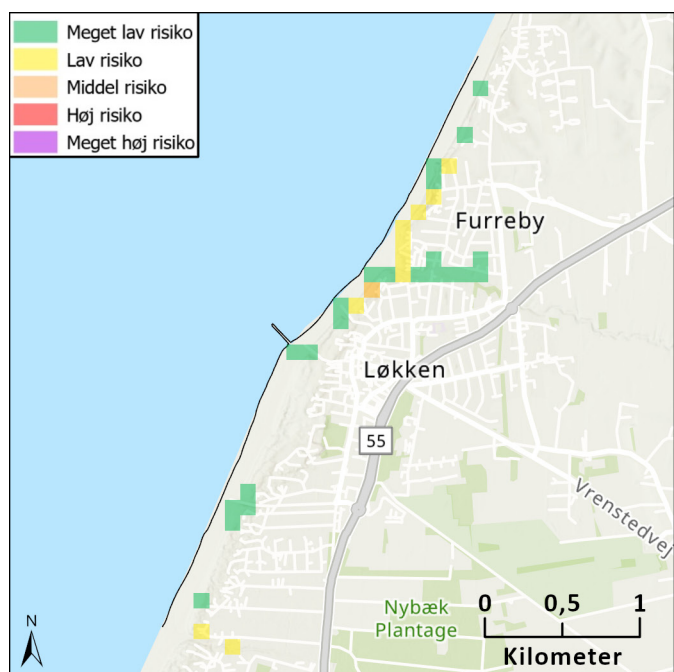 Meget lav risiko
Lav risiko
Middel risiko
Høj risiko
Meget høj risiko
Furreby
Løkken
55
Vrenstedvej
Nybæk
Plantage
0 0,5 1
Kilometer
N